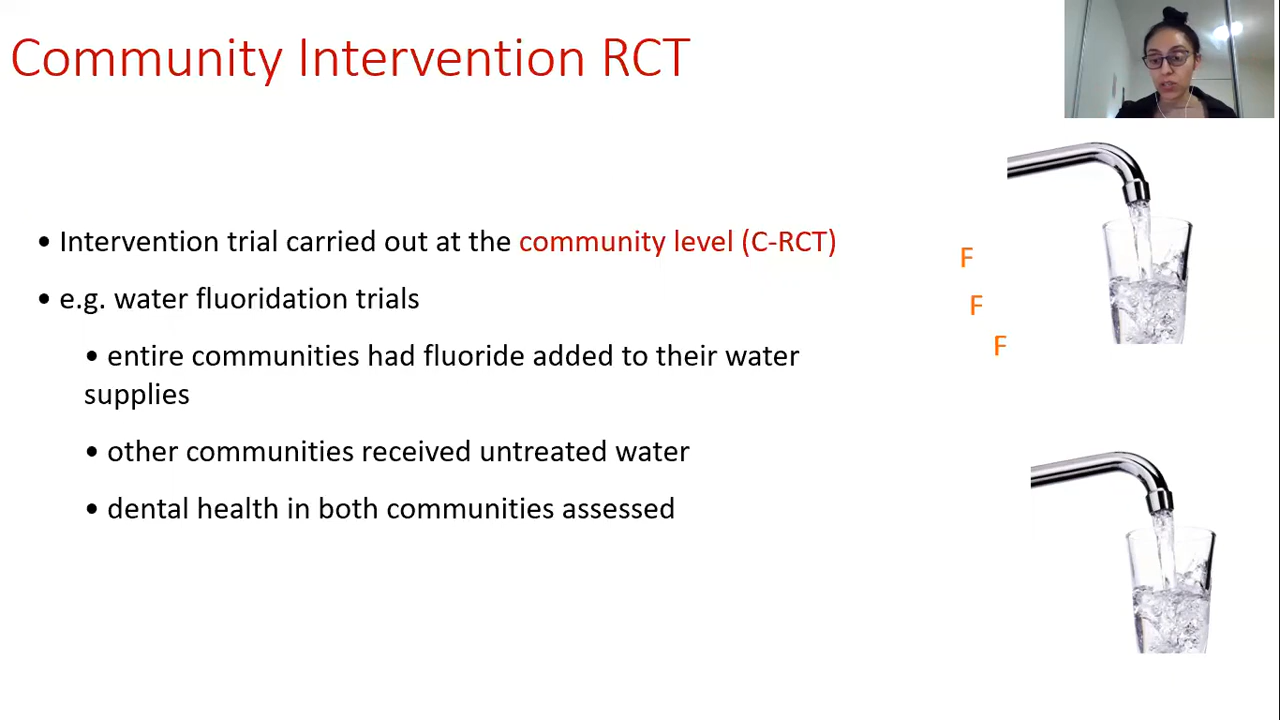 Community Intervention RCT
• Intervention trial carried out at the community level (C-RCT)
• e.g. water fluoridation trials
• entire communities had fluoride added to their water
supplies
• other communities received untreated water
• dental health in both communities assessed
F
F
F